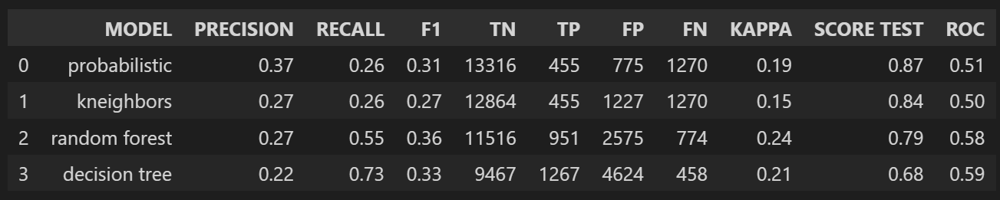 MODEL PRECISION RECALL F1 TN TP FP FN KAPPA SCORE TEST ROC
0 probabilistic 0.37 0.26 0.31 13316 455 775 1270 0.19 0.87 0.51
1 kneighbors 0.27 0.26 0.27 12864 455 1227 1270 0.15 0.84 0.50
2 random forest 0.27 0.55 0.36 11516 951 2575 774 0.24 0.79 0.58
3 decision tree 0.22 0.73 0.33 9467 1267 4624 458 0.21 0.68 0.59